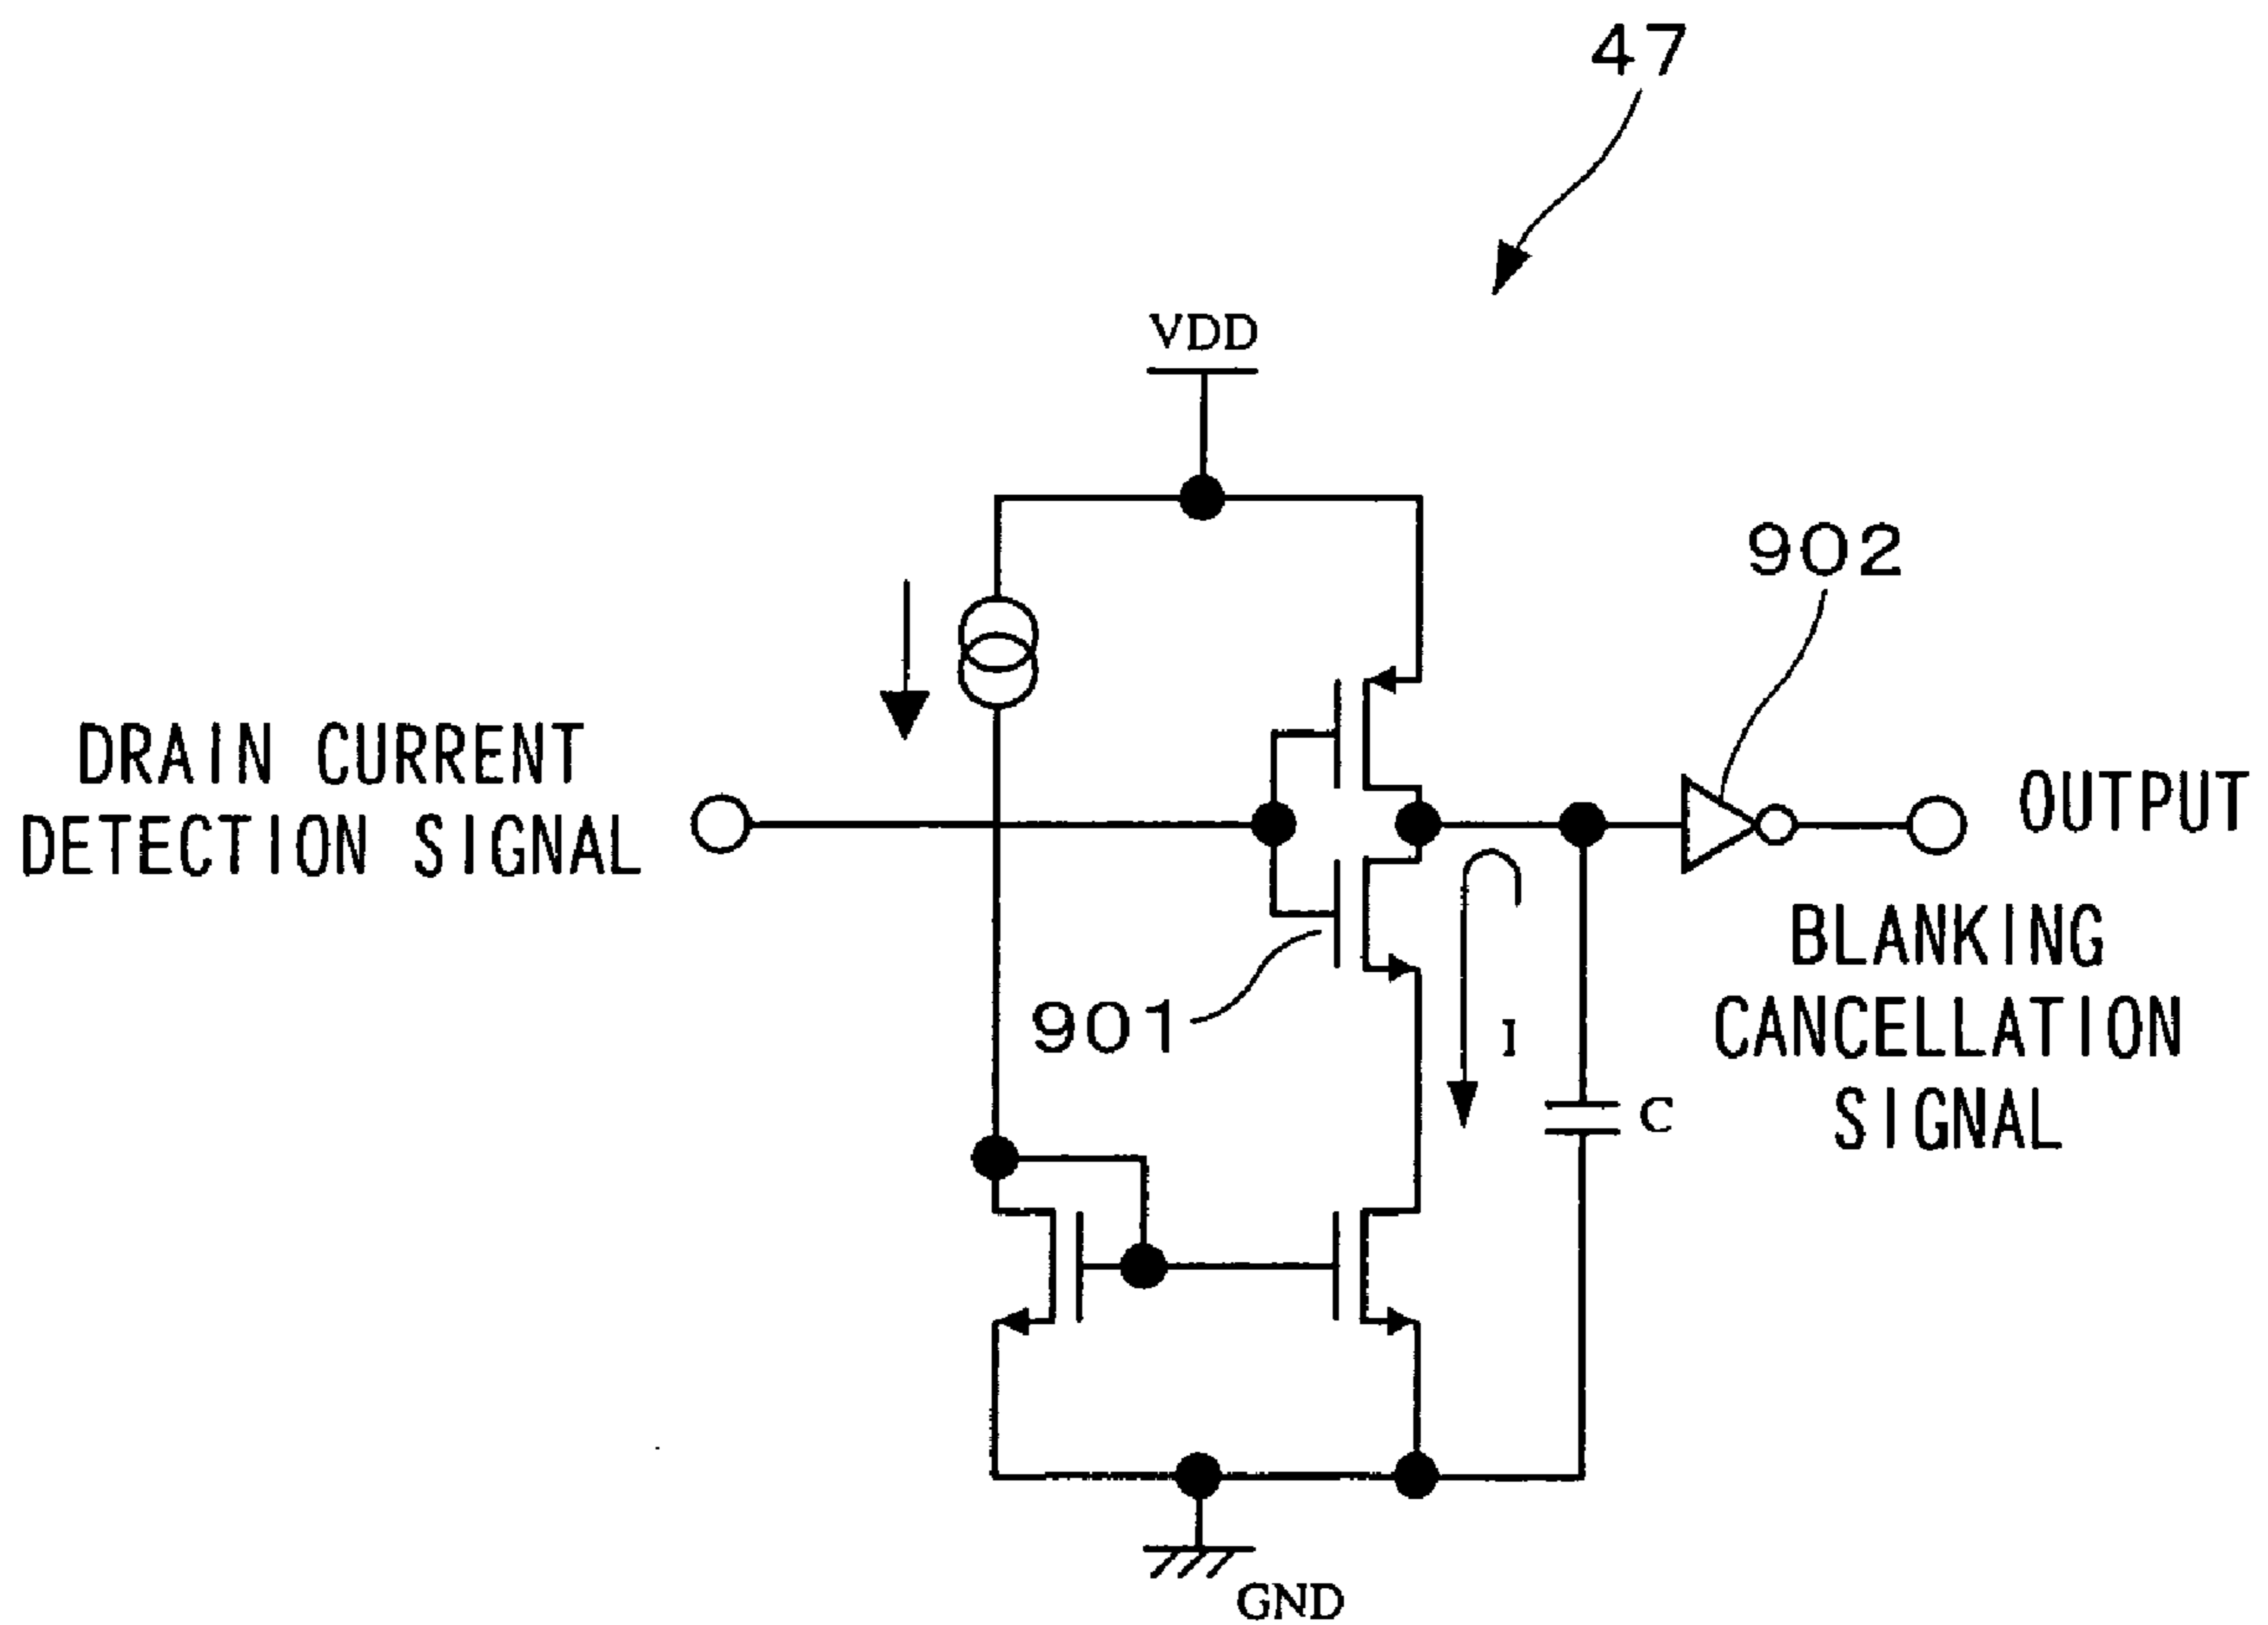 47
VDD
902
DRAIN CURRENT
DETECTION SIGNAL
OUTPUT
BLANKING
CANCELLATION
SIGNAL
901
I
C
GND